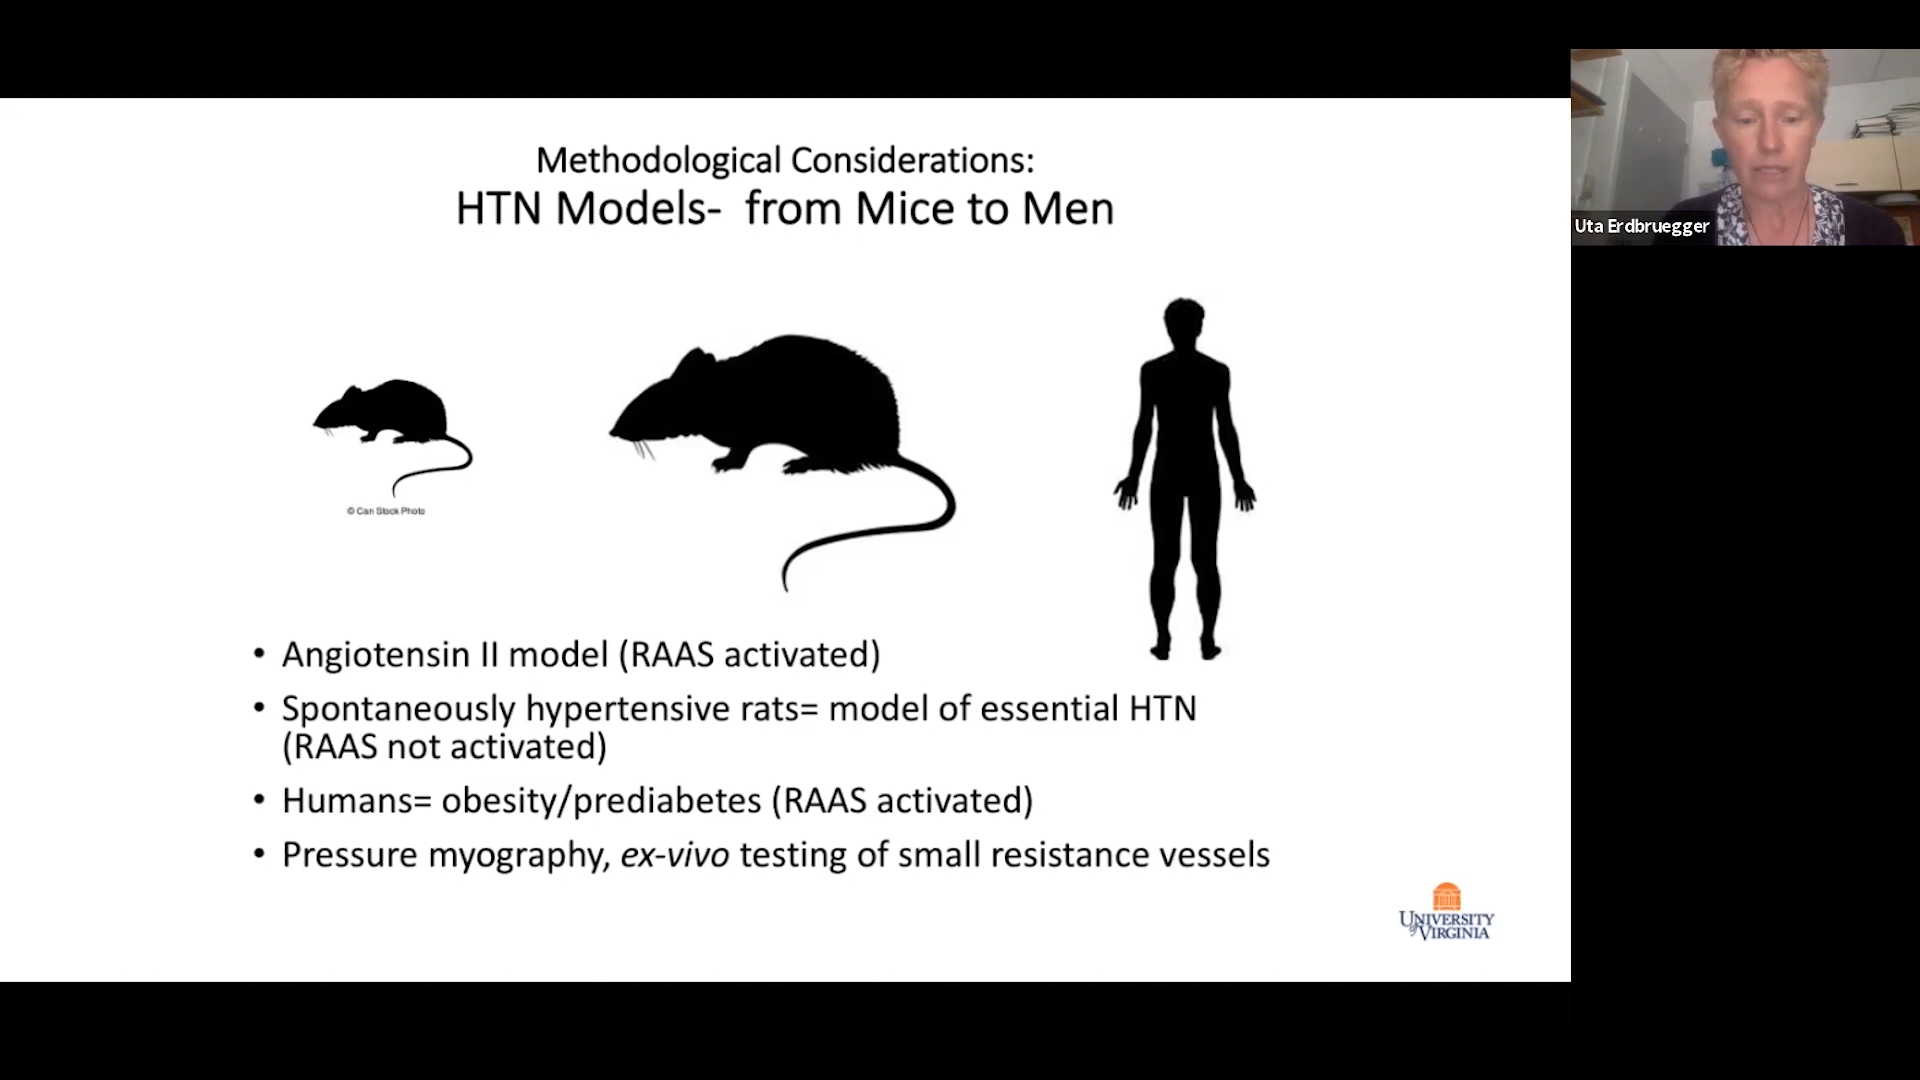 Methodological Considerations:
HTN Models-  from Mice to Men
Uta Erdbruegger
© Can Stock Photo
• Angiotensin II model (RAAS activated)
• Spontaneously hypertensive rats= model of essential HTN
(RAAS not activated)
• Humans= obesity/prediabetes (RAAS activated)
• Pressure myography, ex-vivo testing of small resistance vessels
UNIVERSITY
of VIRGINIA